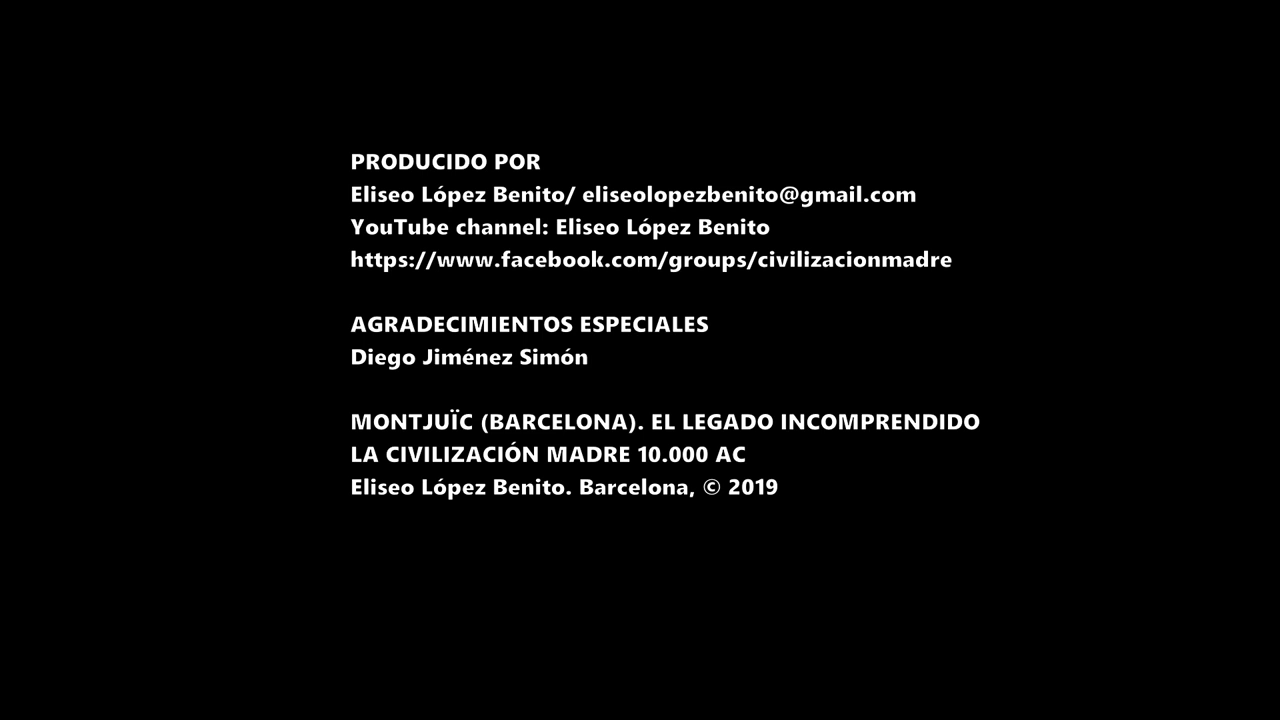 PRODUCIDO POR
Eliseo López Benito/ eliseolopezbenito@gmail.com
YouTube channel: Eliseo López Benito
https://www.facebook.com/groups/civilizacionmadre
AGRADECIMIENTOS ESPECIALES
Diego Jiménez Simón
MONTJUÏC (BARCELONA). EL LEGADO INCOMPRENDIDO
LA CIVILIZACIÓN MADRE 10.000 AC
Eliseo López Benito. Barcelona, © 2019